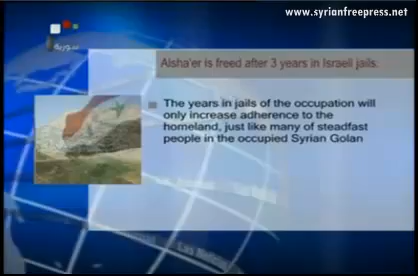 www.syrianfreepress.net
سورية
Alsha'er is freed after 3 years in Israeli jails.
The years in jails of the occupation will
only increase adherence to the
homeland, just like many of steadfast
people in the occupied Syrian Golan